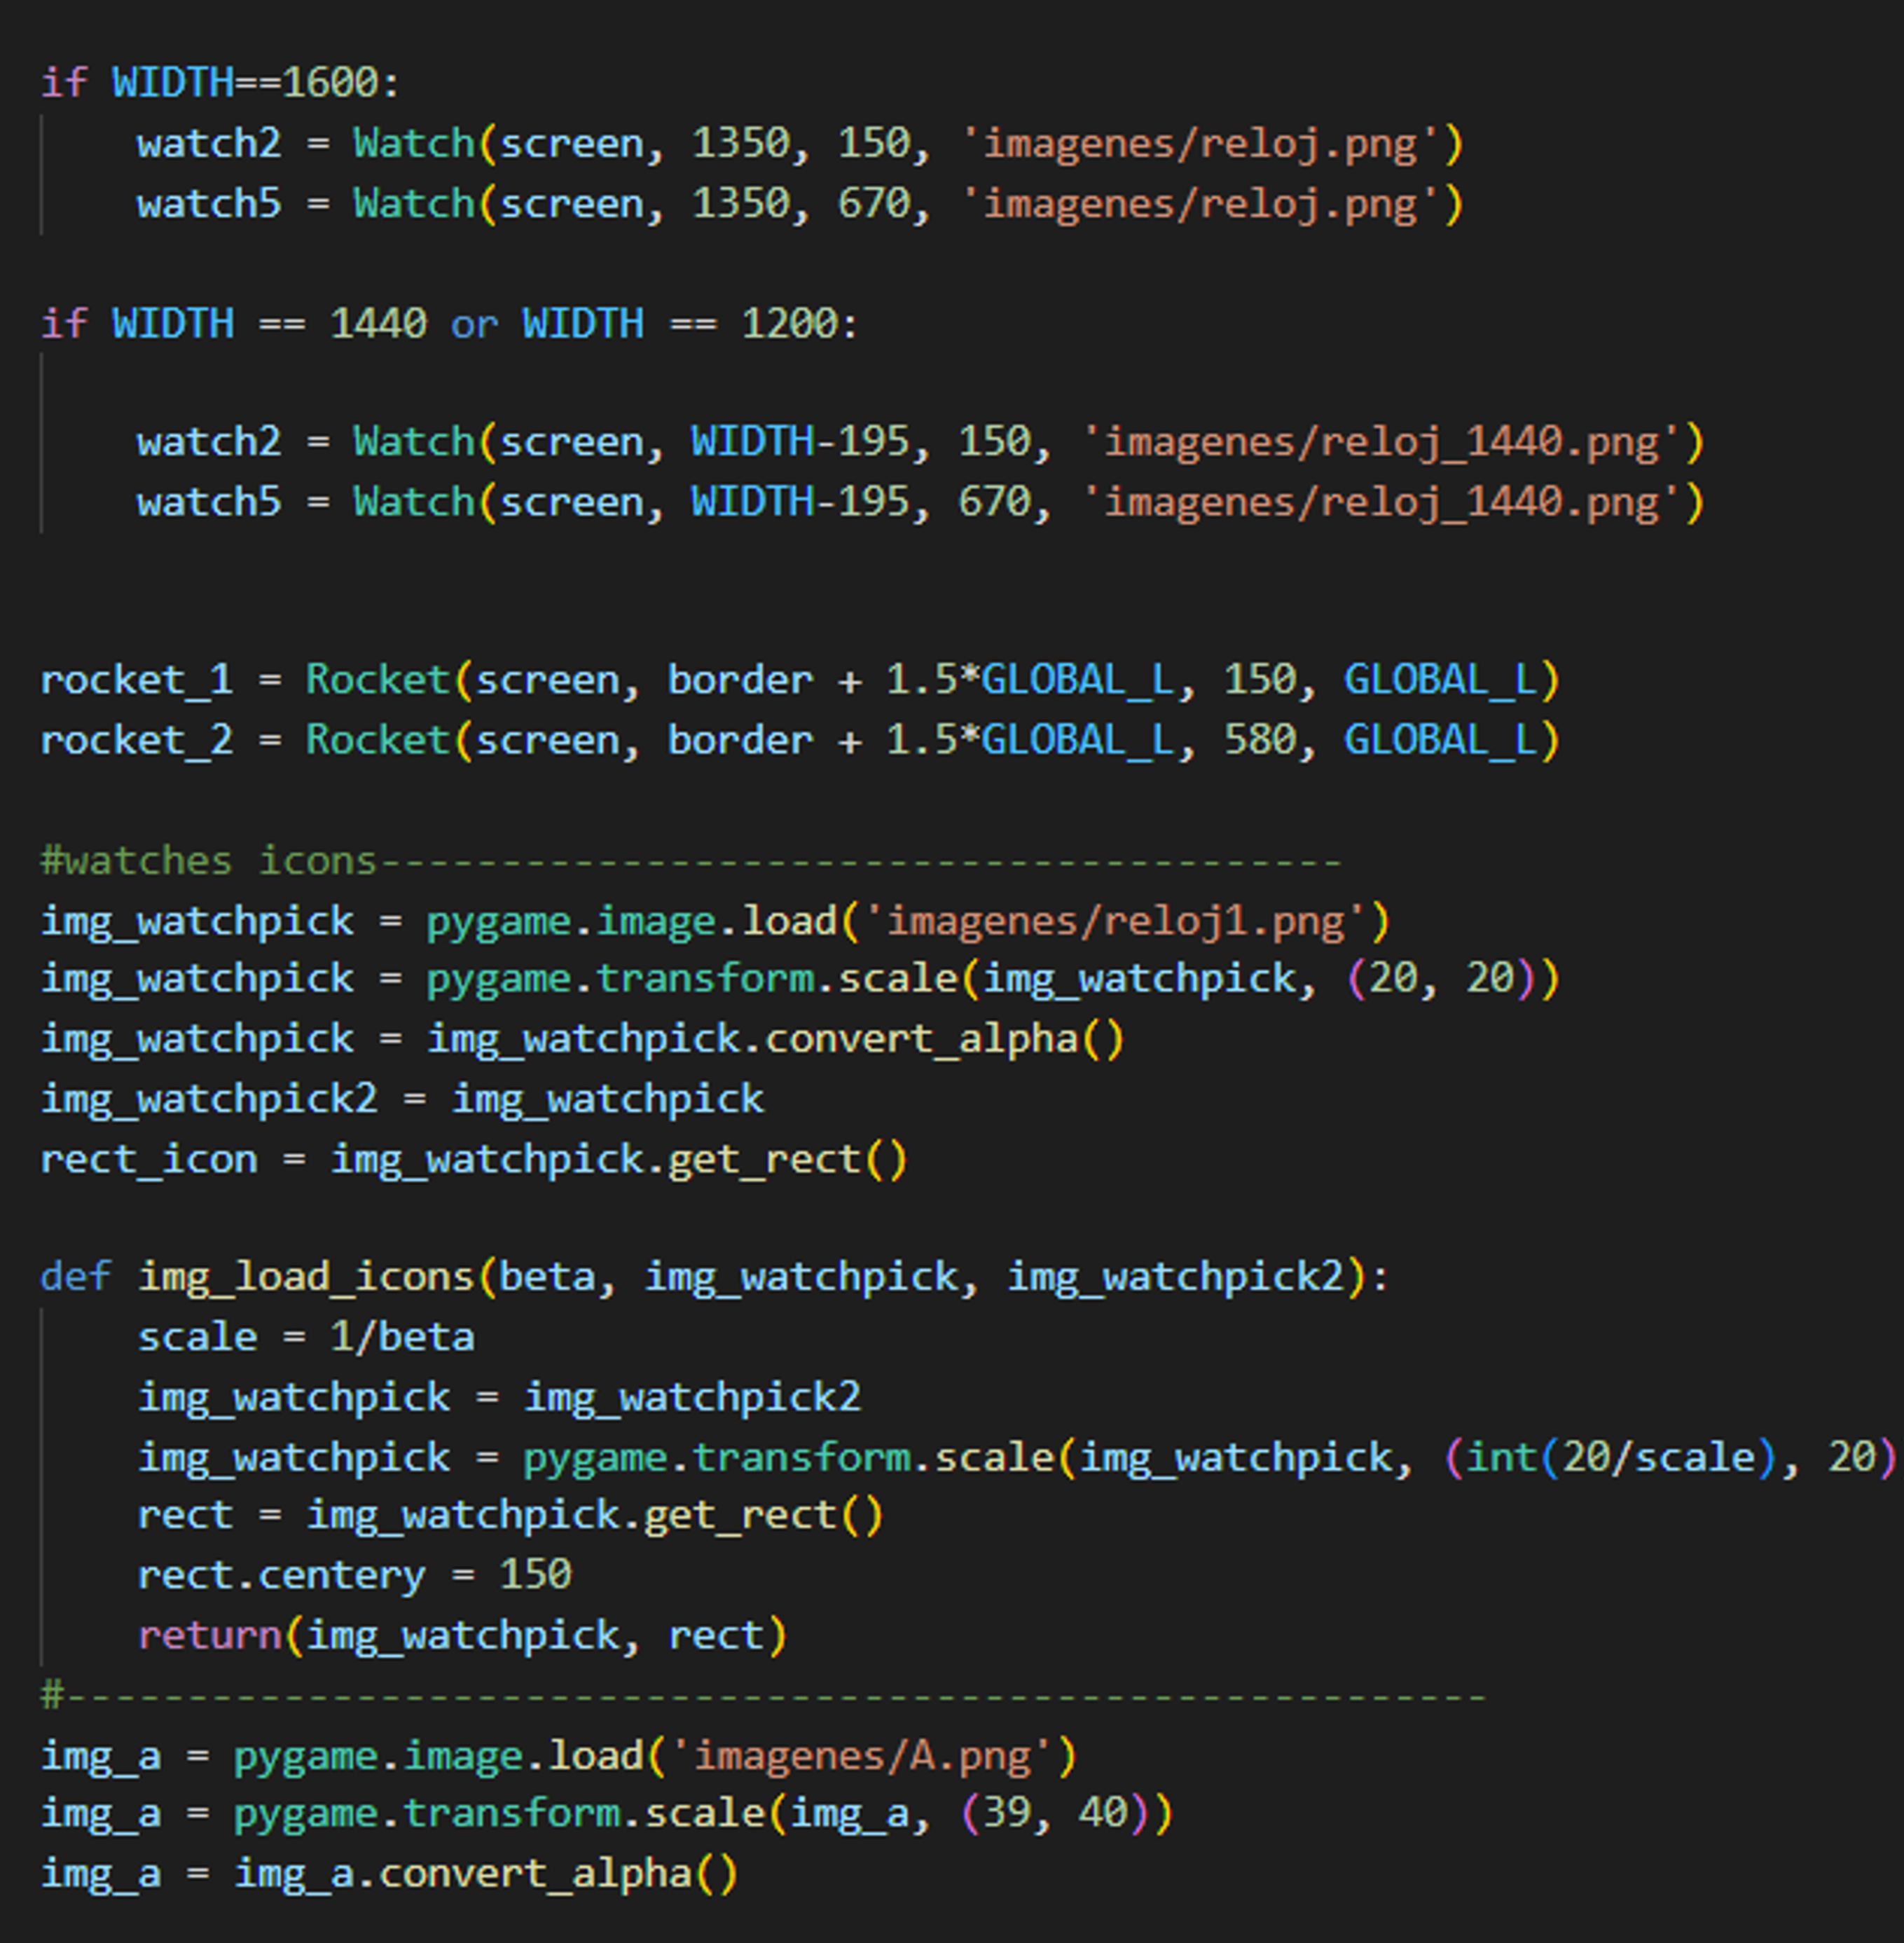 if WIDTH==1600:
    watch2 = Watch(screen, 1350, 150, 'imagenes/reloj.png')
    watch5 = Watch(screen, 1350, 670, 'imagenes/reloj.png')
if WIDTH == 1440 or WIDTH == 1200:
    watch2 = Watch(screen, WIDTH-195, 150, 'imagenes/reloj_1440.png')
    watch5 = Watch(screen, WIDTH-195, 670, 'imagenes/reloj_1440.png')
rocket_1 = Rocket(screen, border + 1.5*GLOBAL_L, 150, GLOBAL_L)
rocket_2 = Rocket(screen, border + 1.5*GLOBAL_L, 580, GLOBAL_L)
#watches icons----------------------------------------
img_watchpick = pygame.image.load('imagenes/reloj1.png')
img_watchpick = pygame.transform.scale(img_watchpick, (20, 20))
img_watchpick = img_watchpick.convert_alpha()
img_watchpick2 = img_watchpick
rect_icon = img_watchpick.get_rect()
def img_load_icons(beta, img_watchpick, img_watchpick2):
    scale = 1/beta
    img_watchpick = img_watchpick2
    img_watchpick = pygame.transform.scale(img_watchpick, (int(20/scale), 20)
    rect = img_watchpick.get_rect()
    rect.centery = 150
    return(img_watchpick, rect)
#-----------------------------------------------------------
img_a = pygame.image.load('imagenes/A.png')
img_a = pygame.transform.scale(img_a, (39, 40))
img_a = img_a.convert_alpha()